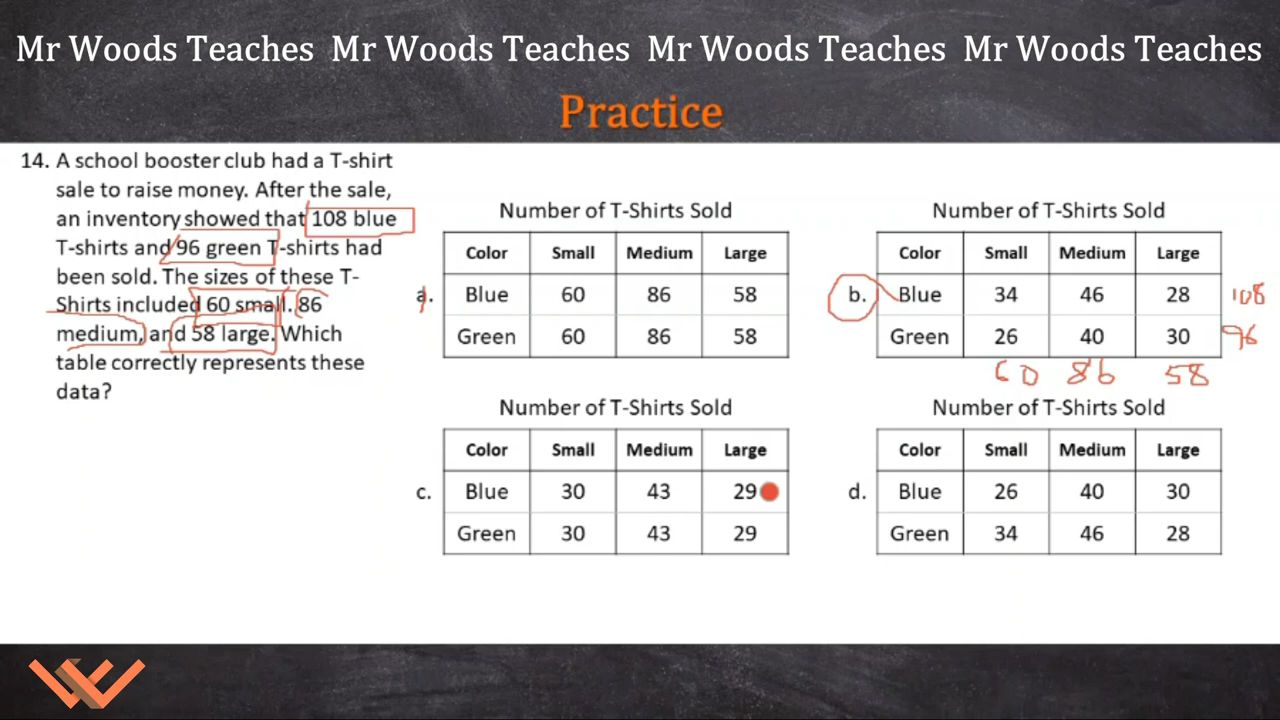 Mr Woods Teaches Mr Woods Teaches Mr Woods Teaches Mr Woods Teaches
Practice
14. A school booster club had a T-shirt
sale to raise money. After the sale,
an inventory showed that 108 blue
T-shirts and 96 green T-shirts had
been sold. The sizes of these T-
Shirts included 60 small. 86
medium, and 58 large. Which
table correctly represents these
data?
Number of T-Shirts Sold
Color Small Medium Large
a. Blue 60 86 58
Green 60 86 58
Number of T-Shirts Sold
Color Small Medium Large
b. Blue 34 46 28 108
Green 26 40 30 96
60 86 58
Number of T-Shirts Sold
Color Small Medium Large
c. Blue 30 43 29
Green 30 43 29
Number of T-Shirts Sold
Color Small Medium Large
d. Blue 26 40 30
Green 34 46 28